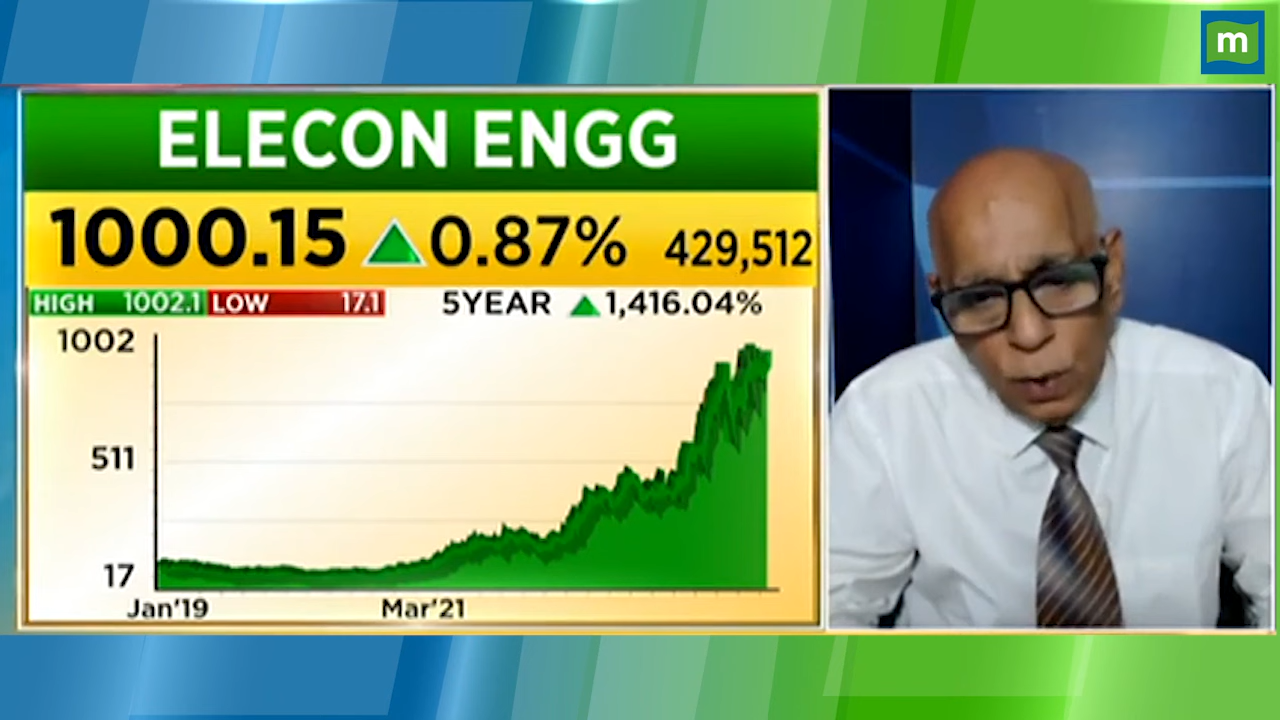 m
ELECON ENGG
1000.15 ▲ 0.87% 429,512
HIGH 1002.1 LOW 17.1 5YEAR ▲ 1,416.04%
1002
511
17
Jan'19 Mar'21